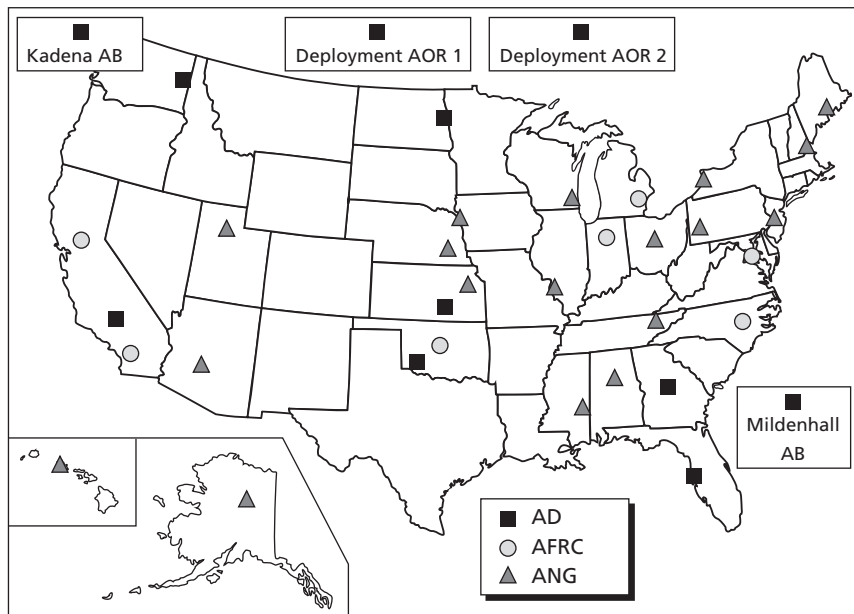 Kadena AB
Deployment AOR 1
Deployment AOR 2
Mildenhall
AB
AD
AFRC
ANG